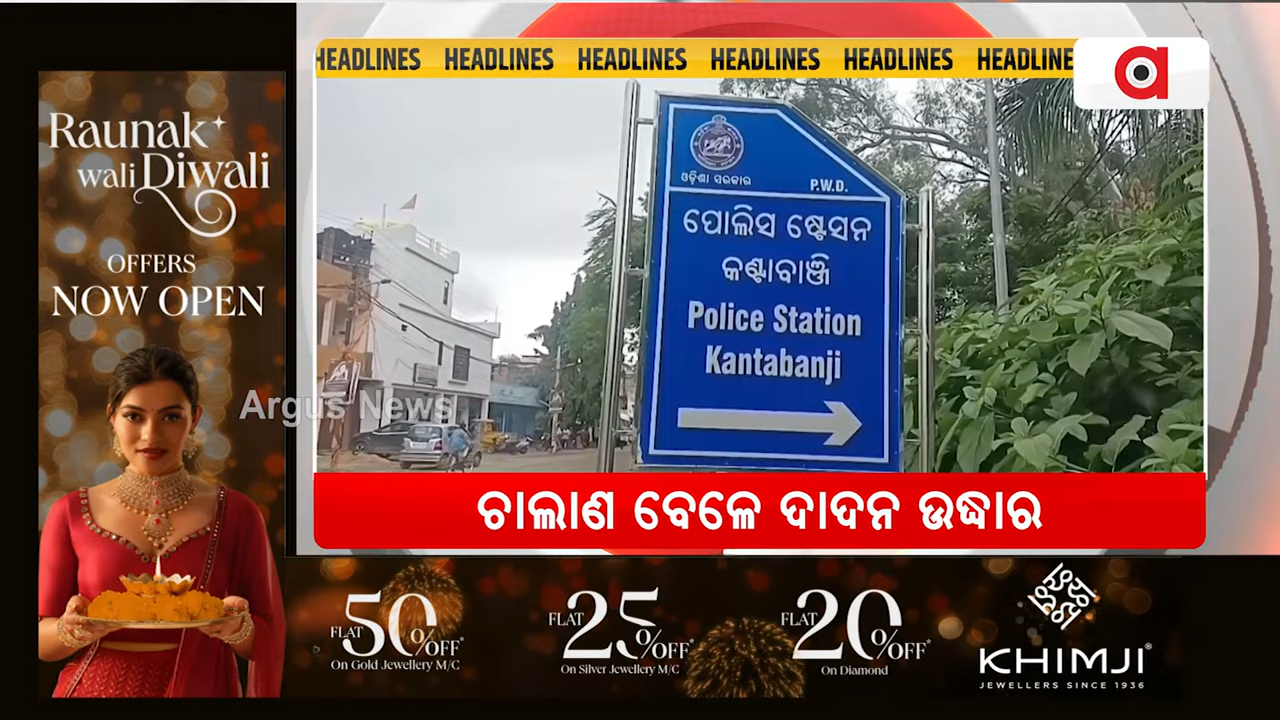 HEADLINES HEADLINES HEADLINES HEADLINES HEADLINES HEADLINE
Raunak
wali Diwali
OFFERS
NOW OPEN
ଓଡ଼ିଶା ସରକାର
P.W.D.
ପୋଲିସ ଷ୍ଟେସନ
କଣ୍ଟାବାଞ୍ଜି
Police Station
Kantabanji
Argus News
ଚାଲାଣ ବେଳେ ଦାଦନ ଉଦ୍ଧାର
FLAT 50% OFF*
On Gold Jewellery M/C
FLAT 25% OFF*
On Silver Jewellery M/C
FLAT 20% OFF*
On Diamond
KHIMJI®
JEWELLERS SINCE 1936